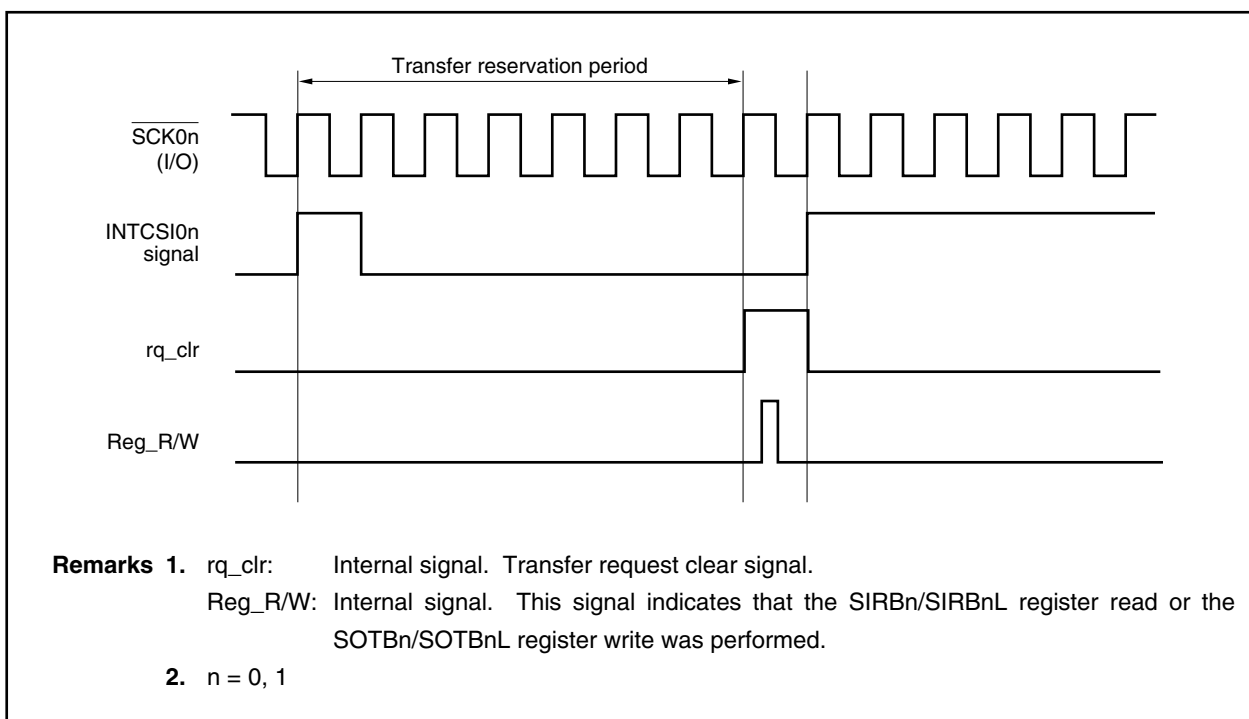 Transfer reservation period
SCK0n
(I/O)
INTCSI0n
signal
rq_clr
Reg_R/W
Remarks 1. rq_clr: Internal signal. Transfer request clear signal.
Reg_R/W: Internal signal. This signal indicates that the SIRBn/SIRBnL register read or the
SOTBn/SOTBnL register write was performed.
2. n = 0, 1